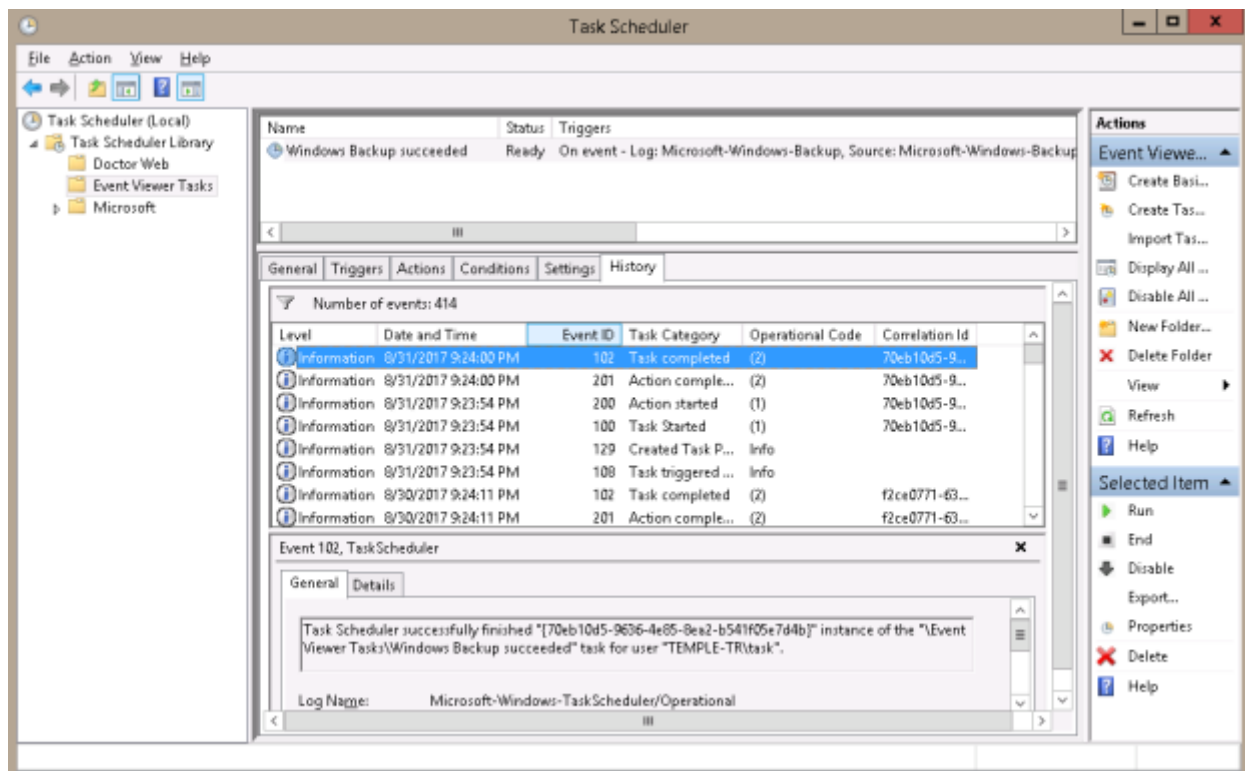 Task Scheduler
File Action View Help
Task Scheduler (Local)
Task Scheduler Library
Doctor Web
Event Viewer Tasks
Microsoft
Name Status Triggers
Windows Backup succeeded Ready On event - Log: Microsoft-Windows-Backup, Source: Microsoft-Windows-Backup
General Triggers Actions Conditions Settings History
Number of events: 414
Level Date and Time Event ID Task Category Operational Code Correlation Id
Information 8/31/2017 9:24:00 PM 102 Task completed (2) 70eb10d5-9...
Information 8/31/2017 9:24:00 PM 201 Action comple... (2) 70eb10d5-9...
Information 8/31/2017 9:23:54 PM 200 Action started (1) 70eb10d5-9...
Information 8/31/2017 9:23:54 PM 100 Task Started (1) 70eb10d5-9...
Information 8/31/2017 9:23:54 PM 129 Created Task P... Info
Information 8/31/2017 9:23:54 PM 108 Task triggered ... Info
Information 8/30/2017 9:24:11 PM 102 Task completed (2) f2ce0771-63...
Information 8/30/2017 9:24:11 PM 201 Action comple... (2) f2ce0771-63...
Event 102, TaskScheduler
General Details
Task Scheduler successfully finished "{70eb10d5-9636-4e85-8ea2-b541f05e7d4b}" instance of the "\Event
Viewer Tasks\Windows Backup succeeded" task for user "TEMPLE-TR\task".
Log Name: Microsoft-Windows-TaskScheduler/Operational
Actions
Event Viewe...
Create Basi...
Create Tas...
Import Tas...
Display All ...
Disable All ...
New Folder...
Delete Folder
View
Refresh
Help
Selected Item
Run
End
Disable
Export...
Properties
Delete
Help